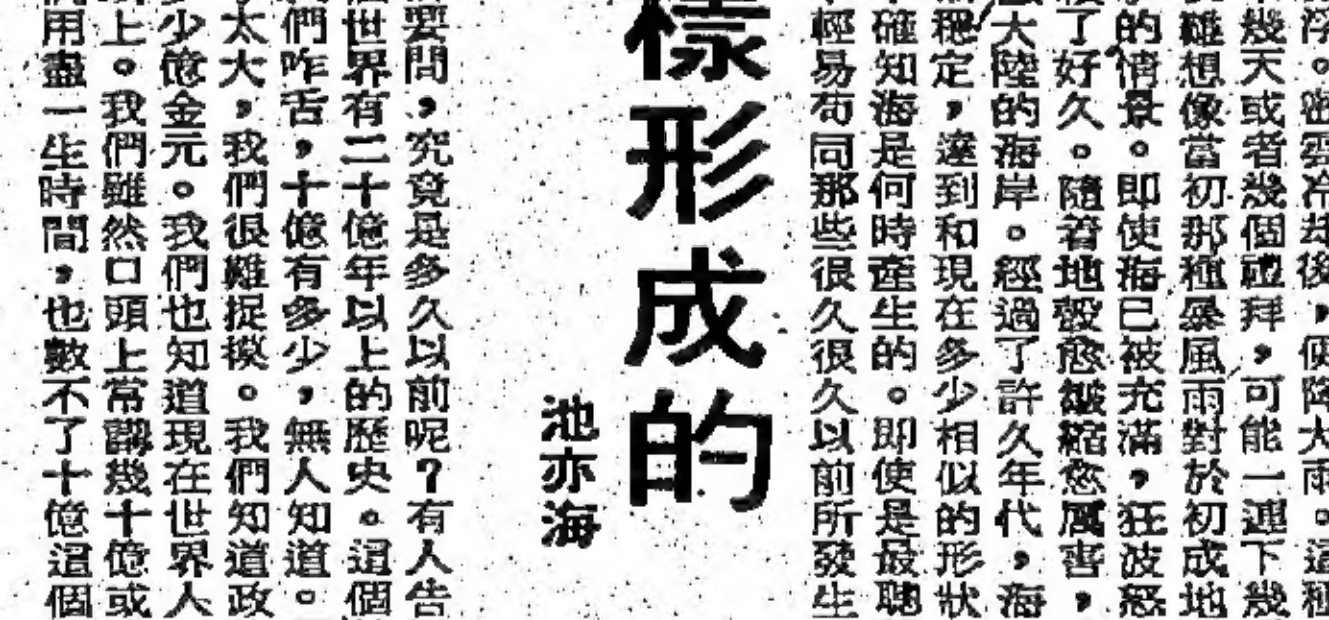 浮。密雲冷却後，便降大雨。這種
幾天或者幾個禮拜，可能一連下幾
難想像當初那種暴風雨對於初成地
的情景。即使海已被充滿，狂波怒
了好久。隨着地殼愈皺縮愈厲害，
大陸的海岸。經過了許久年代，海
穩定，達到和現在多少相似的形狀
確知海是何時產生的。即使是最聰
輕易苟同那些很久很久以前所發生
樣形成的
池亦海
要問，究竟是多久以前呢？有人告
世界有二十億年以上的歷史。這個
們咋舌，十億有多少，無人知道。
太大，我們很難捉摸。我們知道政
少億金元。我們也知道現在世界人
上。我們雖然口頭上常講幾十億或
用盡一生時間，也數不了十億這個